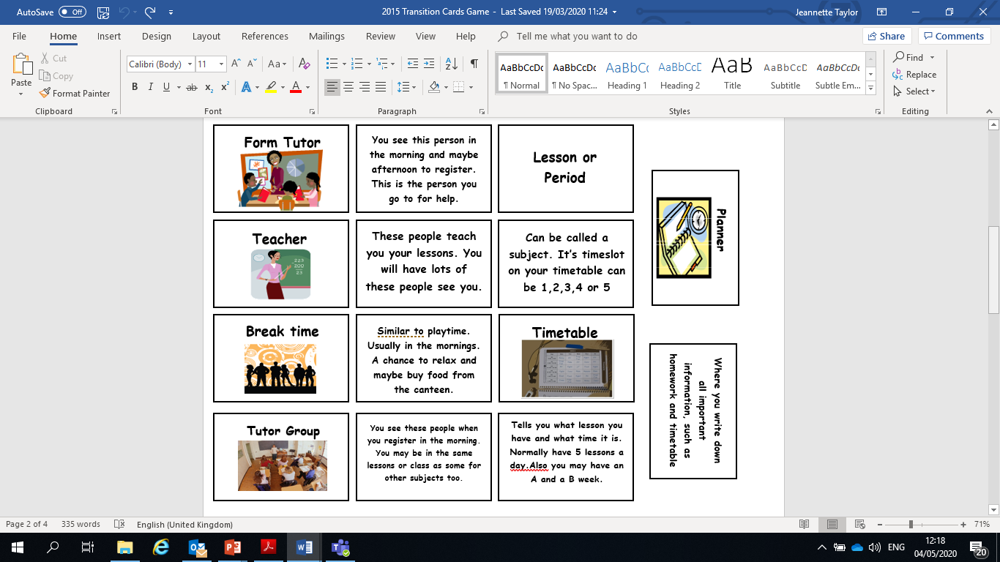 AutoSave Off
2015 Transition Cards Game - Last Saved 19/03/2020 11:24
Jeannette Taylor
File Home Insert Design Layout References Mailings Review View Help Tell me what you want to do Share Comments
Paste
Cut
Copy
Format Painter
Clipboard
Calibri (Body) 11
Font
Paragraph
AaBbCcDc AaBbCcDc AaBbCc AaBbCcD AaB AaBbCcD AaBbCcDc
¶ Normal ¶ No Spac... Heading 1 Heading 2 Title Subtitle Subtle Em...
Styles
Find
Replace
Select
Editing
Form Tutor
You see this person in
the morning and maybe
afternoon to register.
This is the person you
go to for help.
Lesson or
Period
Planner
Teacher
223
200
23
These people teach
you your lessons. You
will have lots of
these people see you.
Can be called a
subject. It's timeslot
on your timetable can
be 1,2,3,4 or 5
Break time
Similar to playtime.
Usually in the mornings.
A chance to relax and
maybe buy food from
the canteen.
Timetable
Where you write down
all important
information, such as
homework and timetable
Tutor Group
You see these people when
you register in the morning.
You may be in the same
lessons or class as some for
other subjects too.
Tells you what lesson you
have and what time it is.
Normally have 5 lessons a
day.Also you may have an
A and a B week.
Page 2 of 4 335 words English (United Kingdom) 71%
ENG
12:18
04/05/2020
20